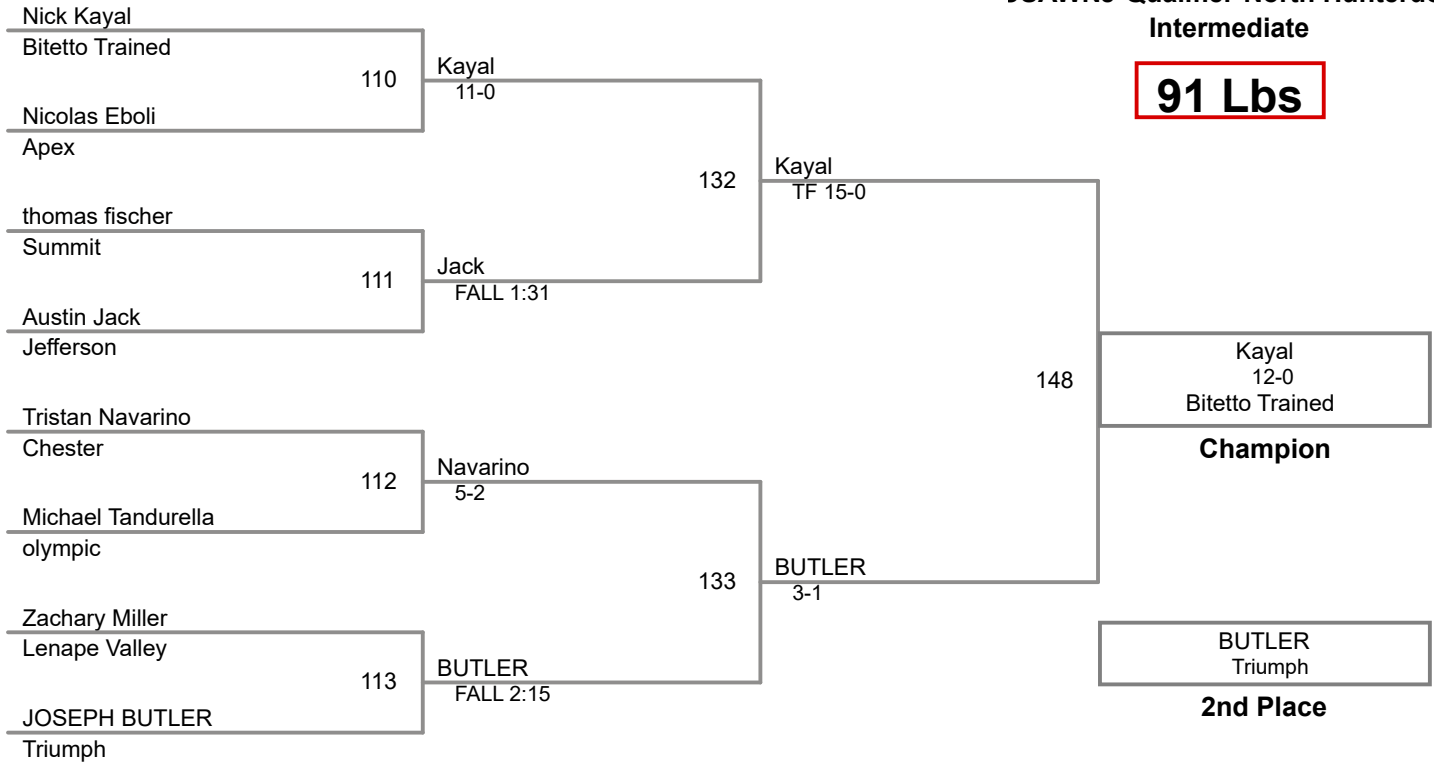 Qualifier North
Intermediate
91 Lbs
Nick Kayal
Bitetto Trained
110
Kayal
11-0
Nicolas Eboli
Apex
132
Kayal
TF 15-0
thomas fischer
Summit
111
Jack
FALL 1:31
Austin Jack
Jefferson
148
Kayal
12-0
Bitetto Trained
Champion
Tristan Navarino
Chester
112
Navarino
5-2
Michael Tandurella
olympic
133
BUTLER
3-1
Zachary Miller
Lenape Valley
113
BUTLER
FALL 2:15
JOSEPH BUTLER
Triumph
BUTLER
Triumph
2nd Place